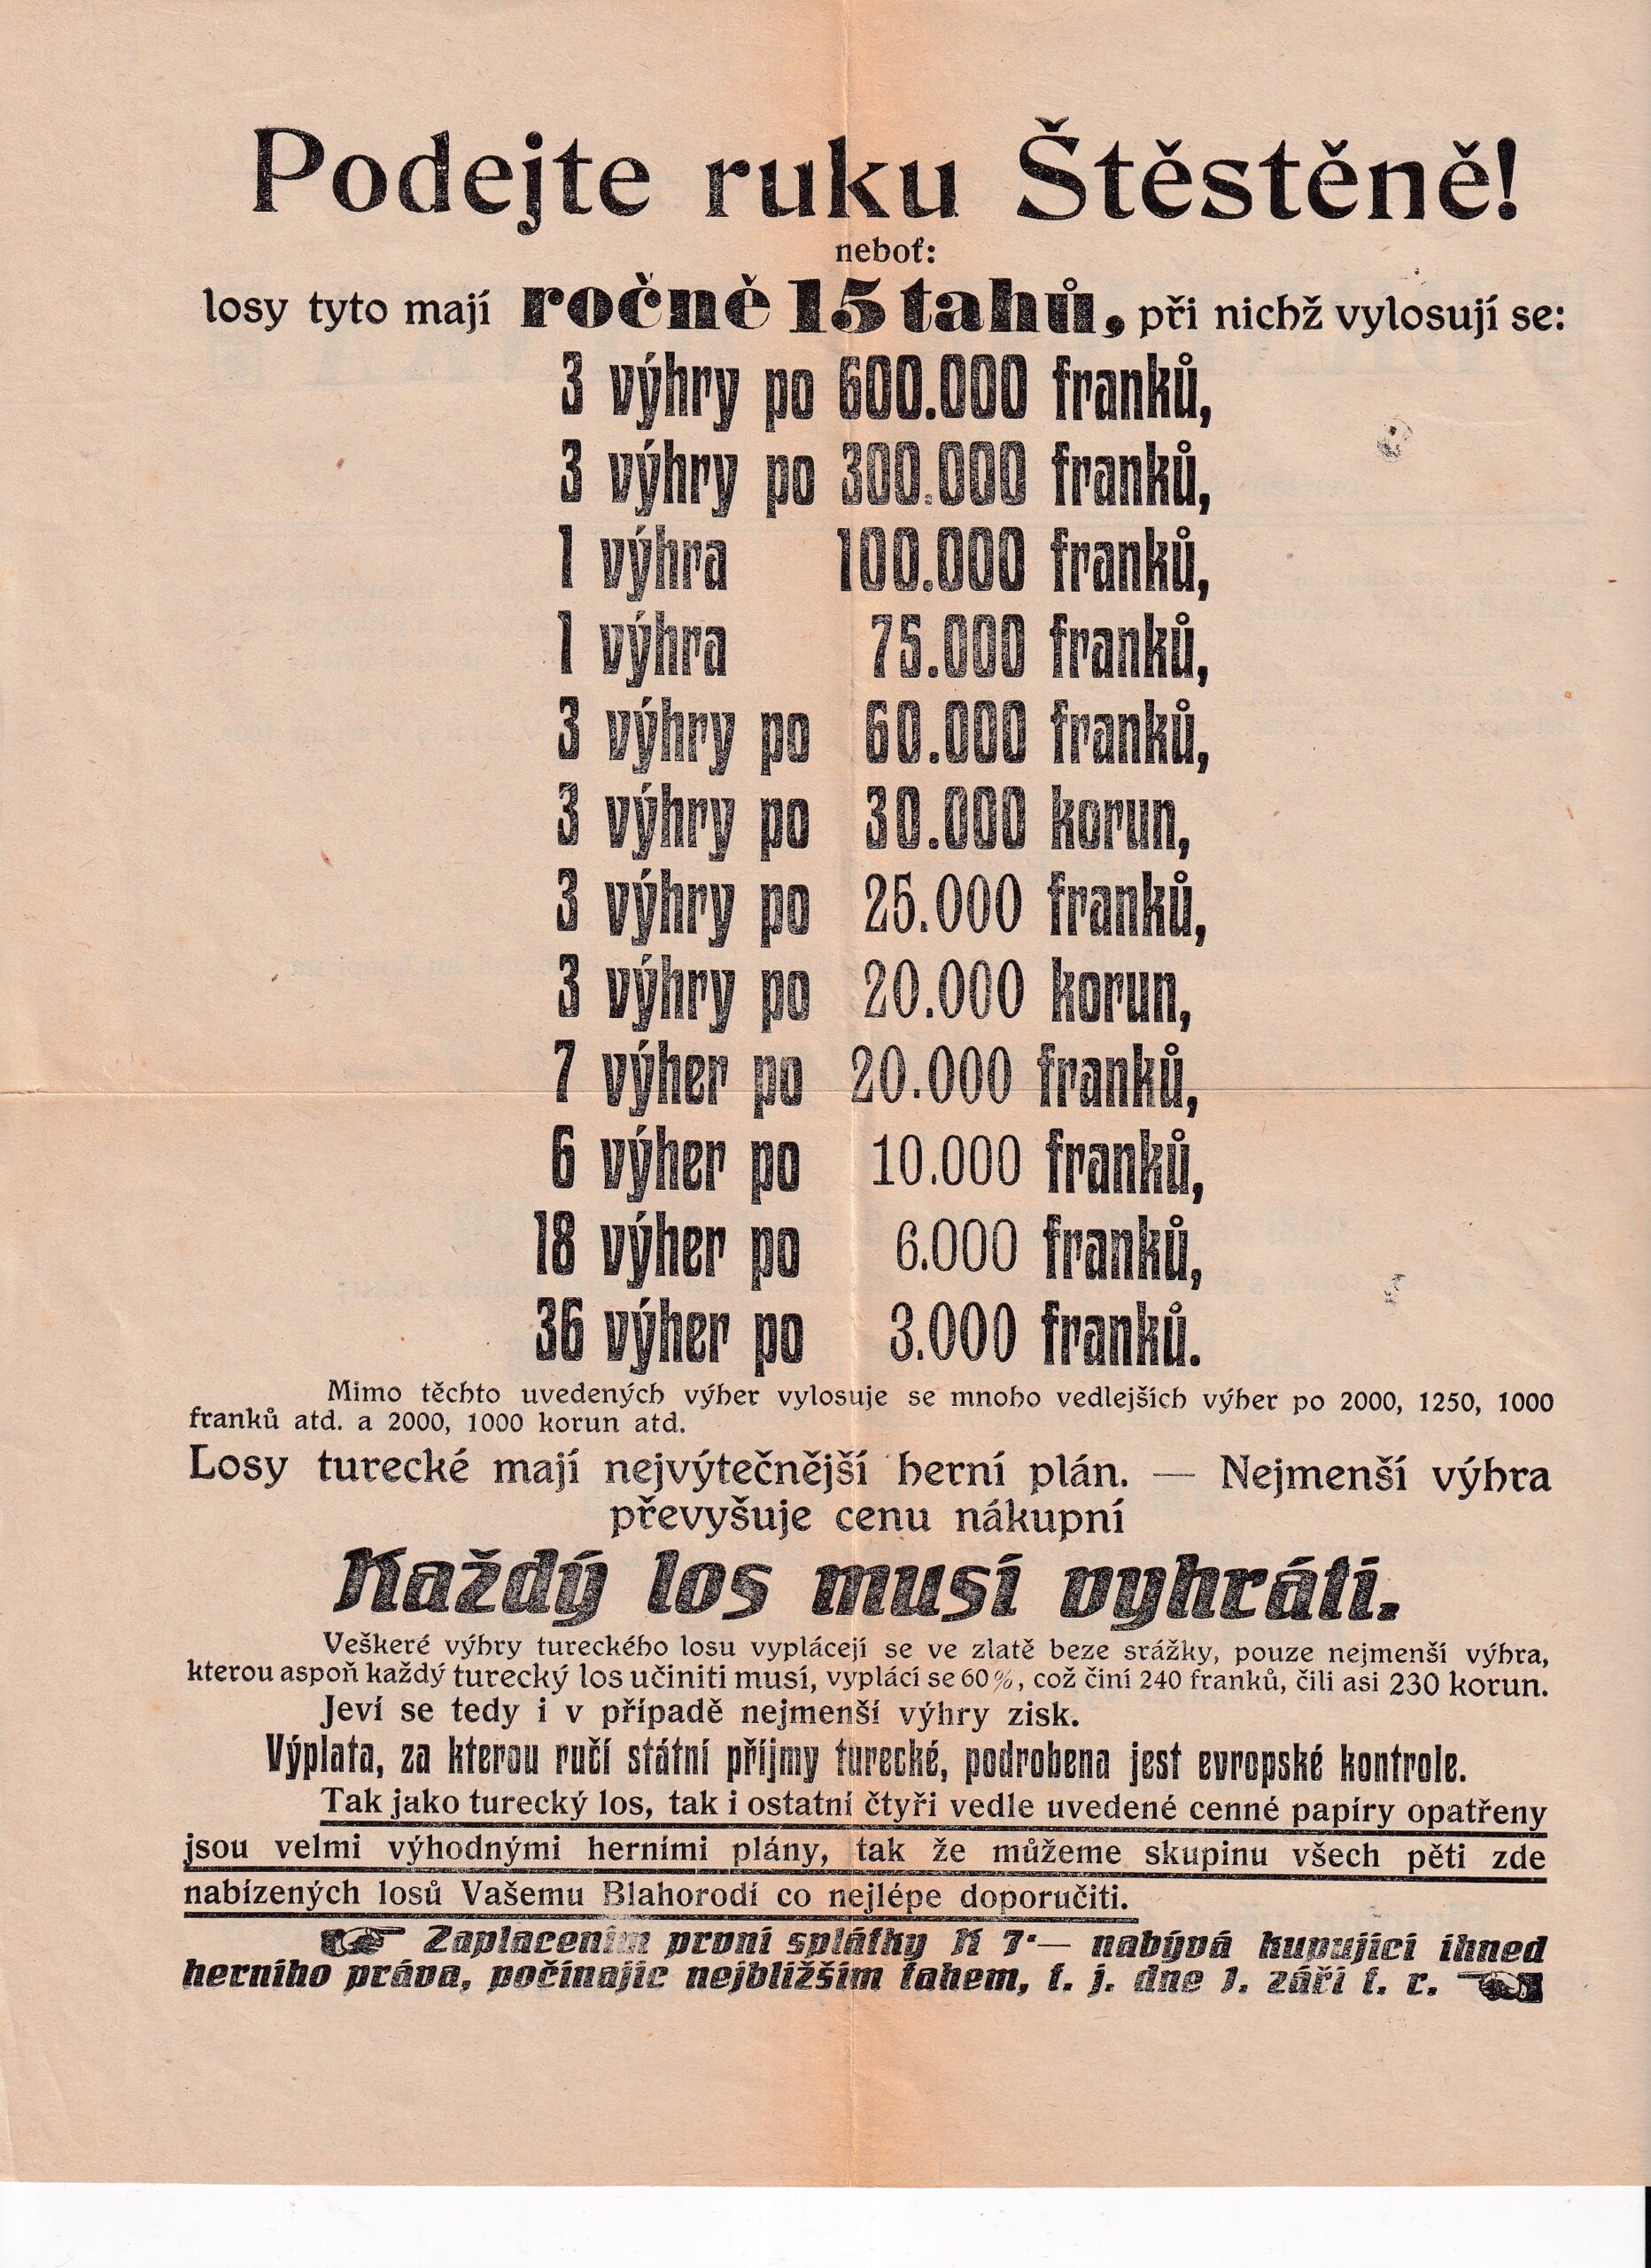 Podejte ruku Štěstěně!
neboť:
losy tyto mají ročně 15 tahů, při nichž vylosují se:
3 výhry po 600.000 franků,
3 výhry po 300.000 franků,
1 výhra 100.000 franků,
1 výhra 75.000 franků,
3 výhry po 60.000 franků,
3 výhry po 30.000 korun,
3 výhry po 25.000 franků,
3 výhry po 20.000 korun,
7 výher po 20.000 franků,
6 výher po 10.000 franků,
18 výher po 6.000 franků,
36 výher po 3.000 franků.
Mimo těchto uvedených výher vylosuje se mnoho vedlejších výher po 2000, 1250, 1000
franků atd. a 2000, 1000 korun atd.
Losy turecké mají nejvýtečnější herní plán. — Nejmenší výhra
převyšuje cenu nákupní
Každý los musí vyhráti.
Veškeré výhry tureckého losu vyplácejí se ve zlatě beze srážky, pouze nejmenší výhra,
kterou aspoň každý turecký los učiniti musí, vyplácí se 60%, což činí 240 franků, čili asi 230 korun.
Jeví se tedy i v případě nejmenší výhry zisk.
Výplata, za kterou ručí státní příjmy turecké, podrobena jest evropské kontrole.
Tak jako turecký los, tak i ostatní čtyři vedle uvedené cenné papíry opatřeny
jsou velmi výhodnými herními plány, tak že můžeme skupinu všech pěti zde
nabízených losů Vašemu Blahorodí co nejlépe doporučiti.
Zaplacením první splátky K 7·— nabývá kupující ihned
herního práva, počínajíc nejbližším tahem, t. j. dne 1. září t. r.